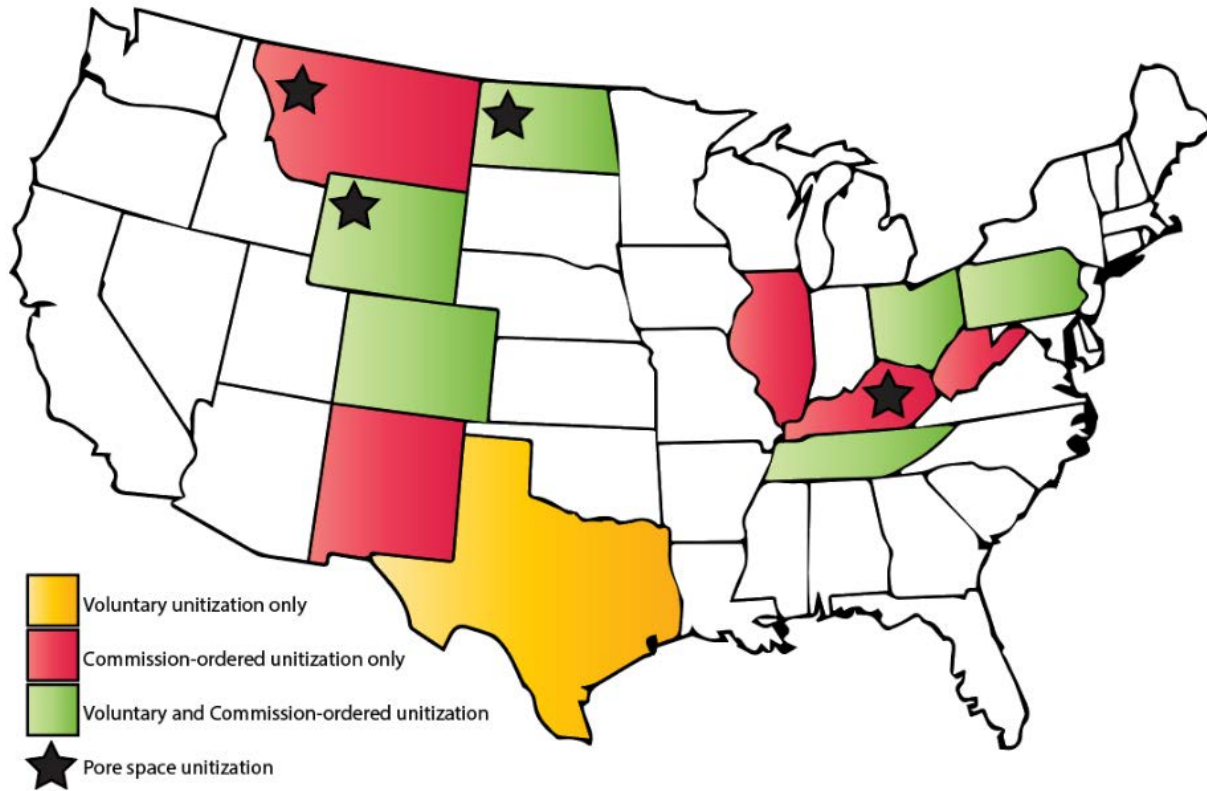 Voluntary unitization only
Commission-ordered unitization only
Voluntary and Commission-ordered unitization
Pore space unitization